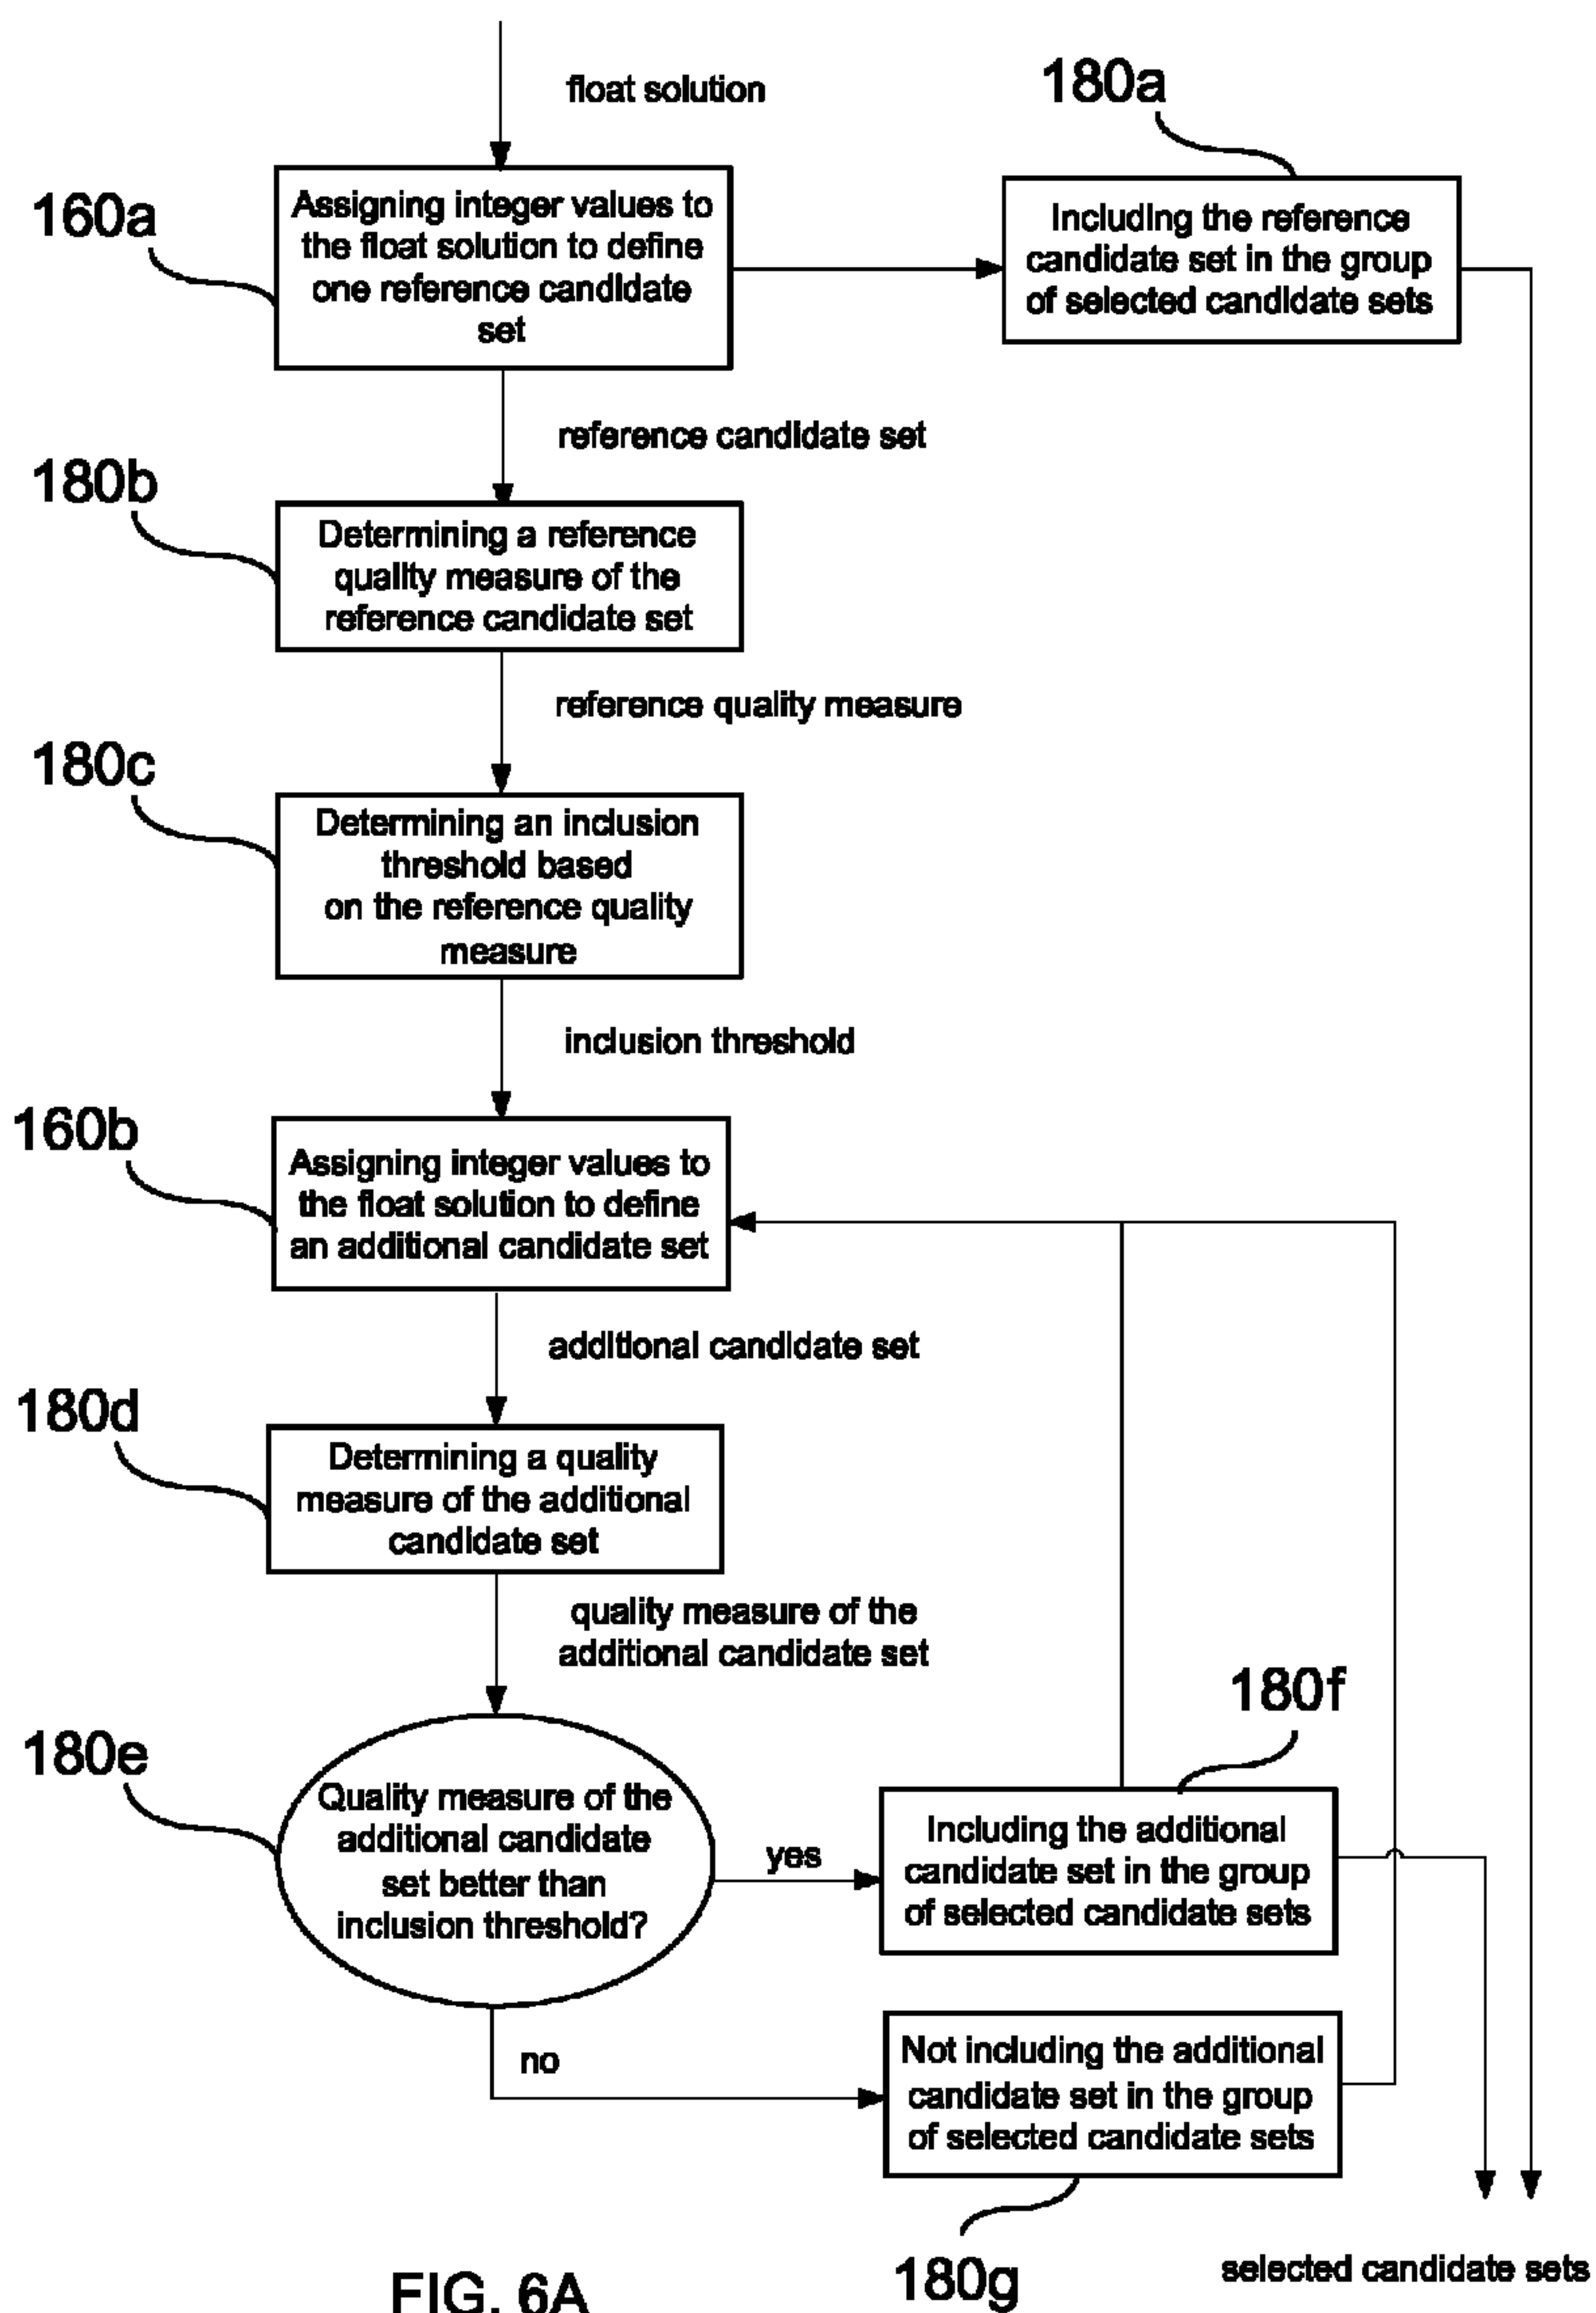 float solution
180a
160a
Assigning integer values to
the float solution to define
one reference candidate
set
Including the reference
candidate set in the group
of selected candidate sets
reference candidate set
180b
Determining a reference
quality measure of the
reference candidate set
reference quality measure
180c
Determining an inclusion
threshold based
on the reference quality
measure
inclusion threshold
160b
Assigning integer values to
the float solution to define
an additional candidate set
additional candidate set
180d
Determining a quality
measure of the additional
candidate set
quality measure of the
additional candidate set
180e
Quality measure of the
additional candidate
set better than
inclusion threshold?
yes
180f
Including the additional
candidate set in the group
of selected candidate sets
no
Not including the additional
candidate set in the group
of selected candidate sets
180g
selected candidate sets
FIG. 6A